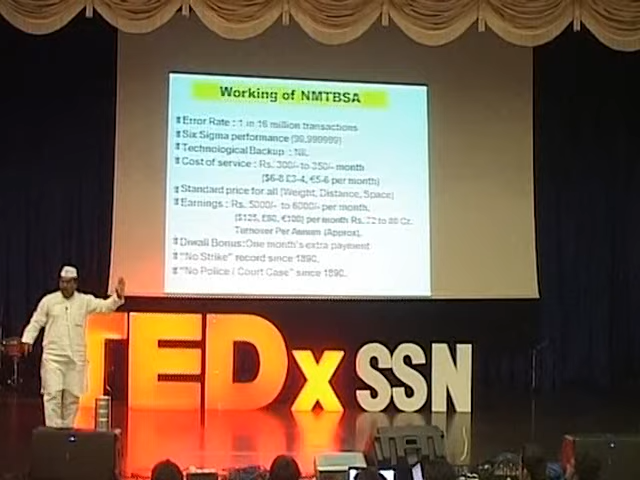 Working of NMTBSA
Error Rate : 1 in 16 million transactions
Six Sigma performance (99.999999)
Technological Backup : NIL
Cost of service : Rs. 300/- to 350/- month
($6-8 £3-4, €5-6 per month)
Standard price for all (Weight, Distance, Space)
Earnings : Rs. 5000/- to 6000/- per month.
($125, £80, €100) per month Rs. 72 to 80 Cr.
Turnover Per Annum (Approx).
Diwali Bonus:One month's extra payment
"No Strike" record since 1890.
"No Police / Court Case" since 1890.
TEDx SSN